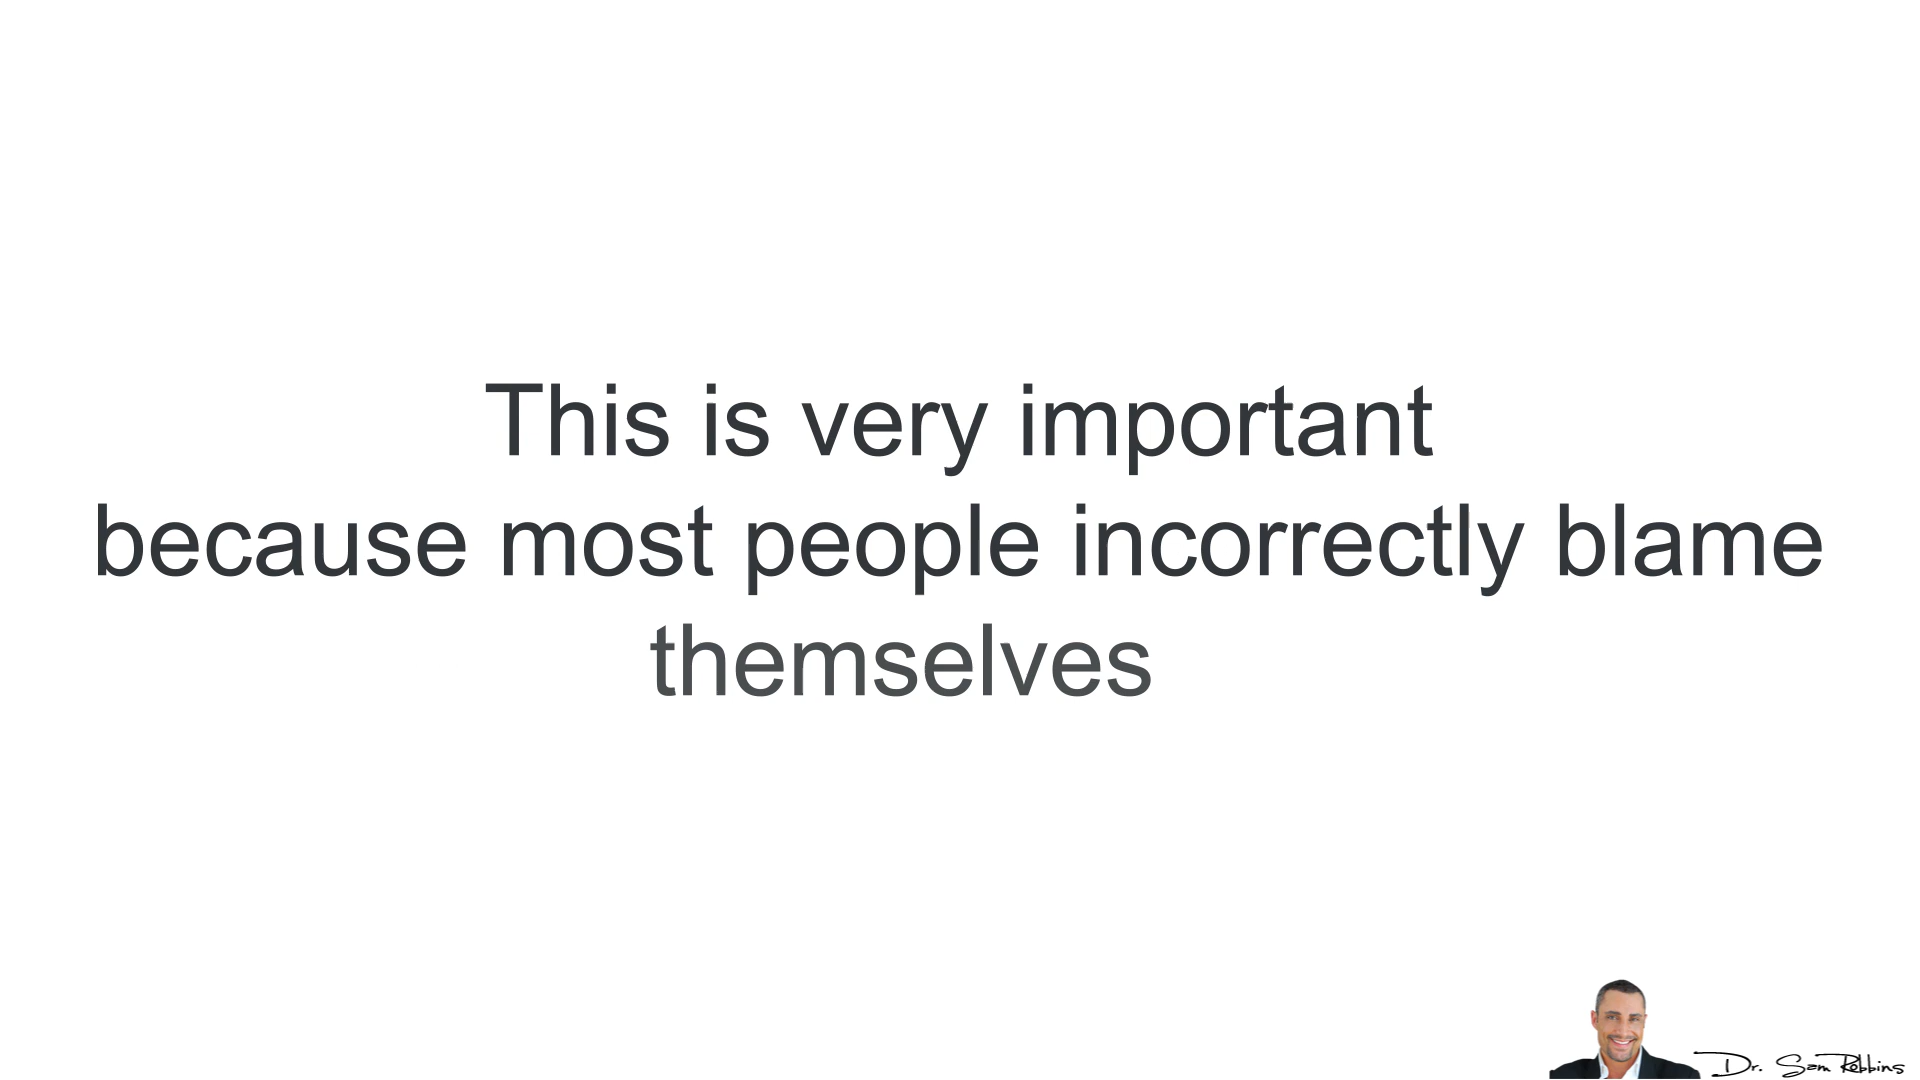 This is very important
because most people incorrectly blame
themselves
Dr. Sam Robbins